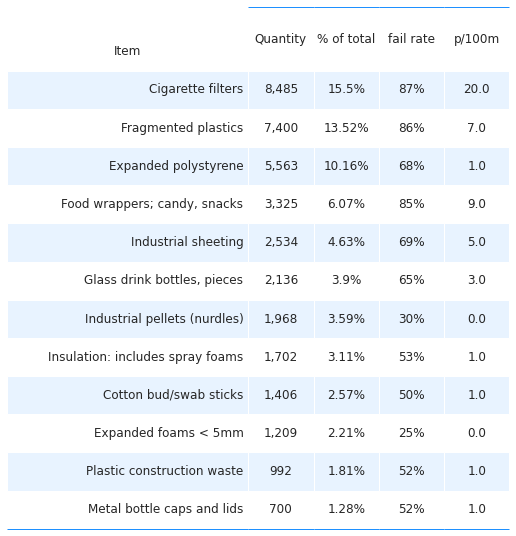 Item Quantity % of total fail rate p/100m
Cigarette filters 8,485 15.5% 87% 20.0
Fragmented plastics 7,400 13.52% 86% 7.0
Expanded polystyrene 5,563 10.16% 68% 1.0
Food wrappers; candy, snacks 3,325 6.07% 85% 9.0
Industrial sheeting 2,534 4.63% 69% 5.0
Glass drink bottles, pieces 2,136 3.9% 65% 3.0
Industrial pellets (nurdles) 1,968 3.59% 30% 0.0
Insulation: includes spray foams 1,702 3.11% 53% 1.0
Cotton bud/swab sticks 1,406 2.57% 50% 1.0
Expanded foams < 5mm 1,209 2.21% 25% 0.0
Plastic construction waste 992 1.81% 52% 1.0
Metal bottle caps and lids 700 1.28% 52% 1.0